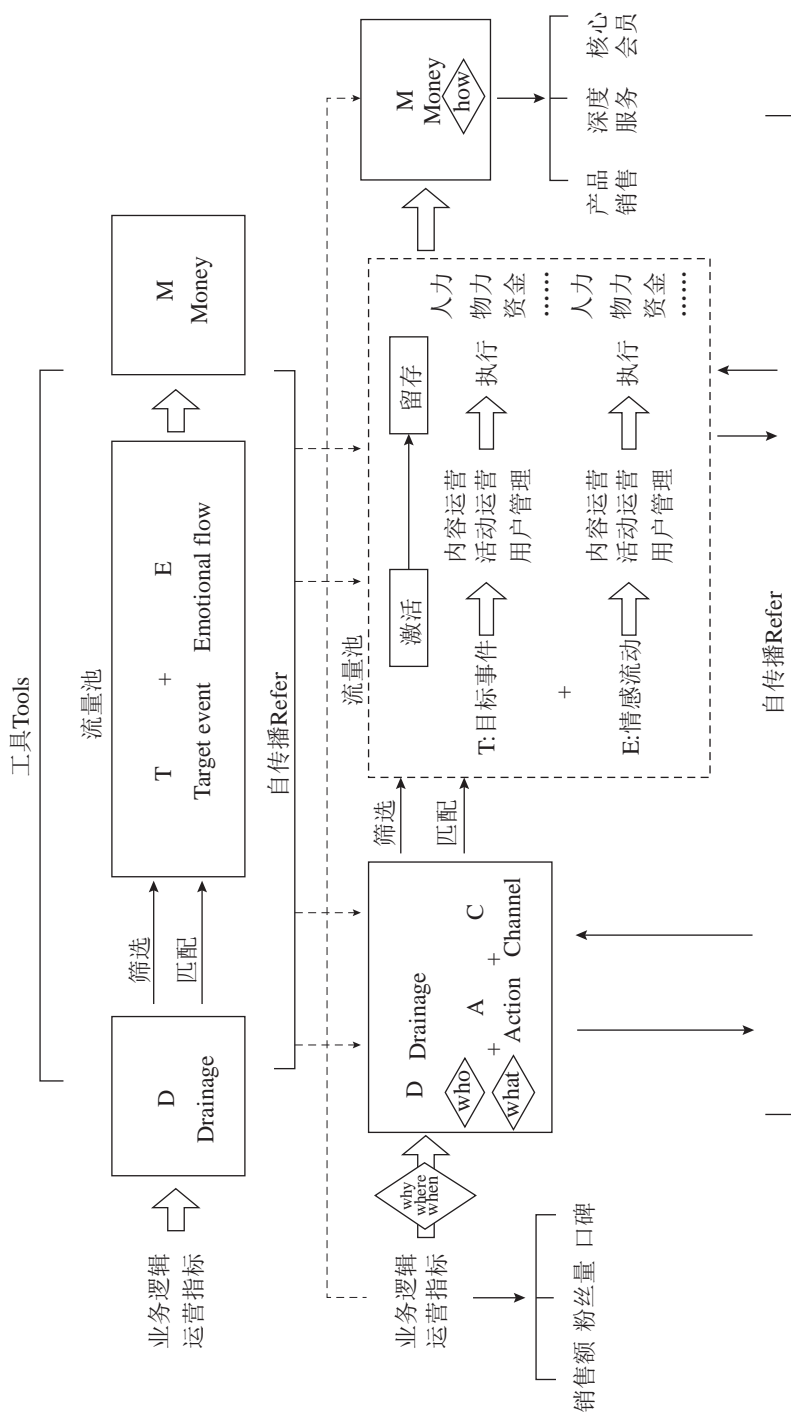 工具Tools
流量池
业务逻辑
运营指标
D
Drainage
筛选
匹配
T + E
Target event Emotional flow
M
Money
自传播Refer
流量池
业务逻辑
运营指标
why
where
when
D Drainage
who + A + C
what Action Channel
筛选
匹配
激活
留存
T:目标事件
内容运营
活动运营
用户管理
执行
人力
物力
资金
……
+
E:情感流动
内容运营
活动运营
用户管理
执行
人力
物力
资金
……
M
Money
how
销售额 粉丝量 口碑
产品
销售
深度
服务
核心
会员
自传播Refer